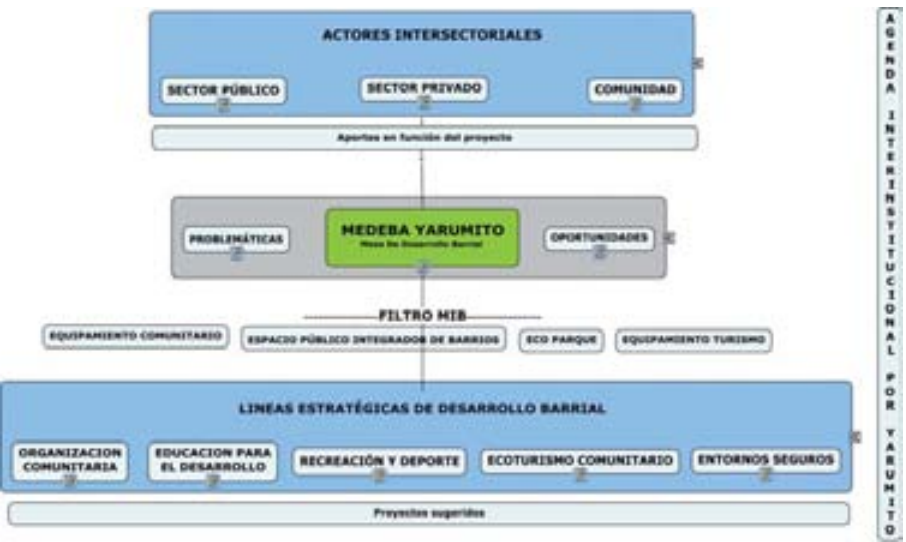 ACTORES INTERSECTORIALES
SECTOR PÚBLICO
SECTOR PRIVADO
COMUNIDAD
Aportes en función del proyecto
PROBLEMÁTICAS
MEDEBA YARUMITO
Mesa De Desarrollo Barrial
OPORTUNIDADES
FILTRO MIB
EQUIPAMIENTO COMUNITARIO
ESPACIO PÚBLICO INTEGRADOR DE BARRIOS
ECO PARQUE
EQUIPAMIENTO TURISMO
LINEAS ESTRATÉGICAS DE DESARROLLO BARRIAL
ORGANIZACION
COMUNITARIA
EDUCACION PARA
EL DESARROLLO
RECREACIÓN Y DEPORTE
ECOTURISMO COMUNITARIO
ENTORNOS SEGUROS
Proyectos sugeridos
AGENDA INTERINSTITUCIONAL POR YARUMITO